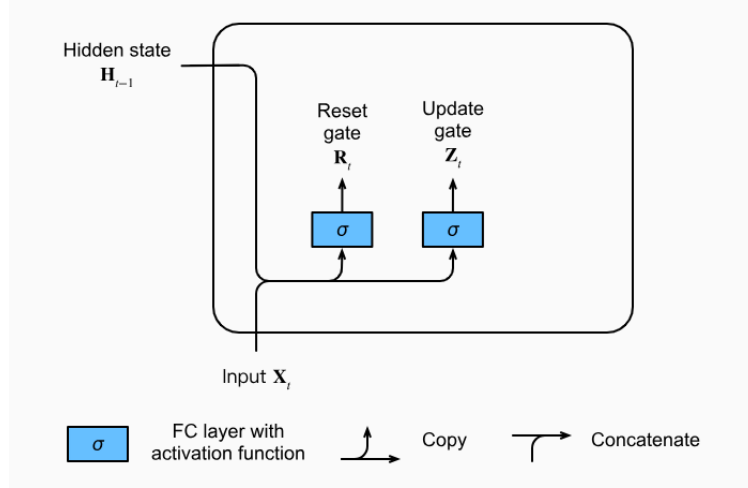 Hidden state
H_{t-1}
Reset
gate
R_t
Update
gate
Z_t
σ
σ
Input X_t
σ
FC layer with
activation function
Copy
Concatenate